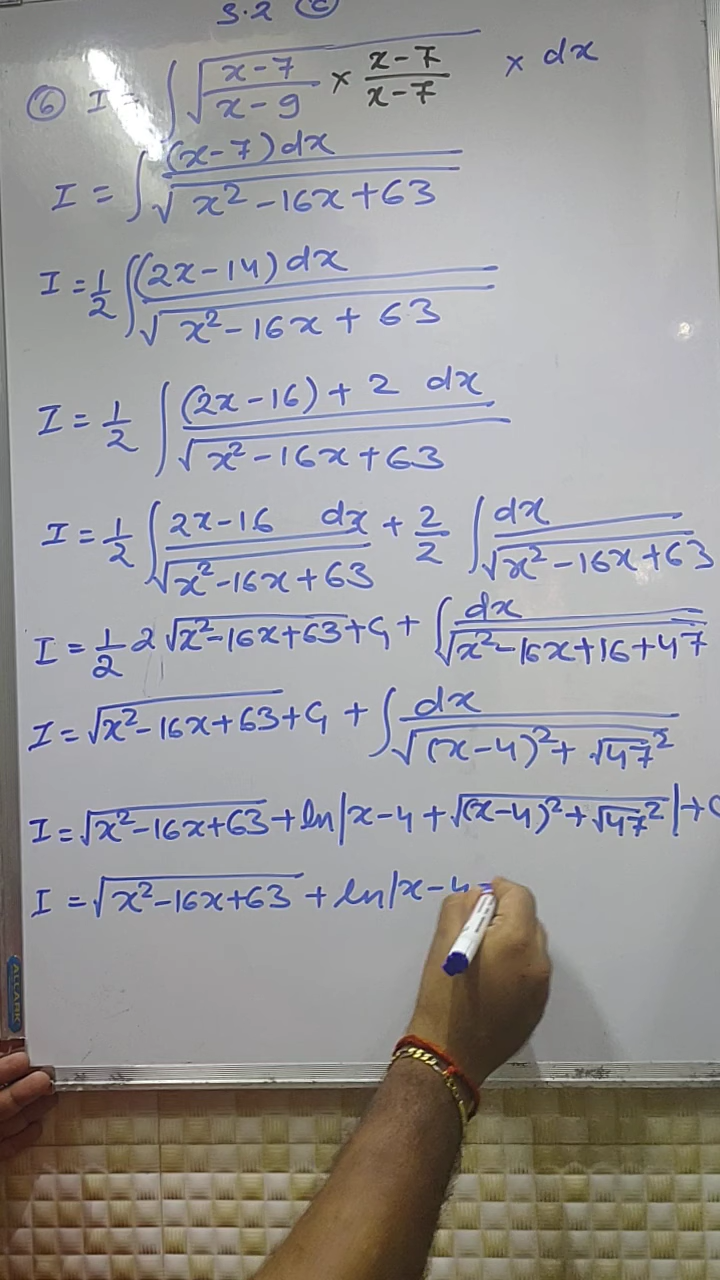 3.2 (C)
⑥ I = ∫ √((x-7)/(x-9) × (x-7)/(x-7)) × dx
I = ∫ (x-7)dx / √(x²-16x+63)
I = 1/2 ∫ (2x-14)dx / √(x²-16x+63)
I = 1/2 ∫ (2x-16)+2 dx / √(x²-16x+63)
I = 1/2 ∫ 2x-16 dx / √(x²-16x+63) + 2/2 ∫ dx / √(x²-16x+63)
I = 1/2 2 √(x²-16x+63) + C₁ + ∫ dx / √(x²-16x+16+47)
I = √(x²-16x+63) + C₁ + ∫ dx / √((x-4)²+√47²)
I = √(x²-16x+63) + ln|x-4+√((x-4)²+√47²)| + C
I = √(x²-16x+63) + ln|x-4
ALLARK